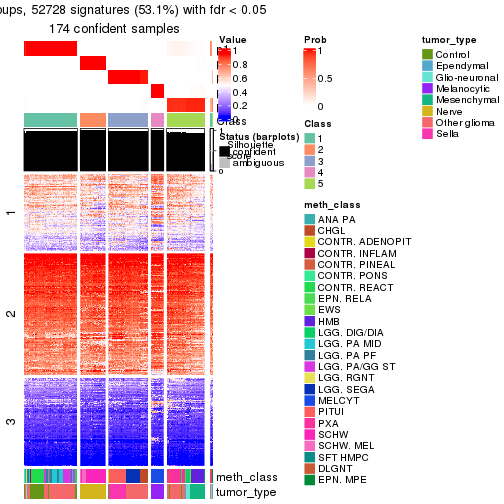 oups, 52728 signatures (53.1%) with fdr < 0.05
174 confident samples
Value
1
0.8
0.6
0.4
0.2
0
Prob
1
0.5
0
tumor_type
Control
Ependymal
Glio-neuronal
Melanocytic
Mesenchymal
Nerve
Other glioma
Sella
Class
Status (barplots)
confident
ambiguous
Silhouette
score
1
0
Class
1
2
3
4
5
1
2
3
meth_class
ANA PA
CHGL
CONTR. ADENOPIT
CONTR. INFLAM
CONTR. PINEAL
CONTR. PONS
CONTR. REACT
EPN. RELA
EWS
HMB
LGG. DIG/DIA
LGG. PA MID
LGG. PA PF
LGG. PA/GG ST
LGG. RGNT
LGG. SEGA
MELCYT
PITUI
PXA
SCHW
SCHW. MEL
SFT HMPC
DLGNT
EPN. MPE
meth_class
tumor_type